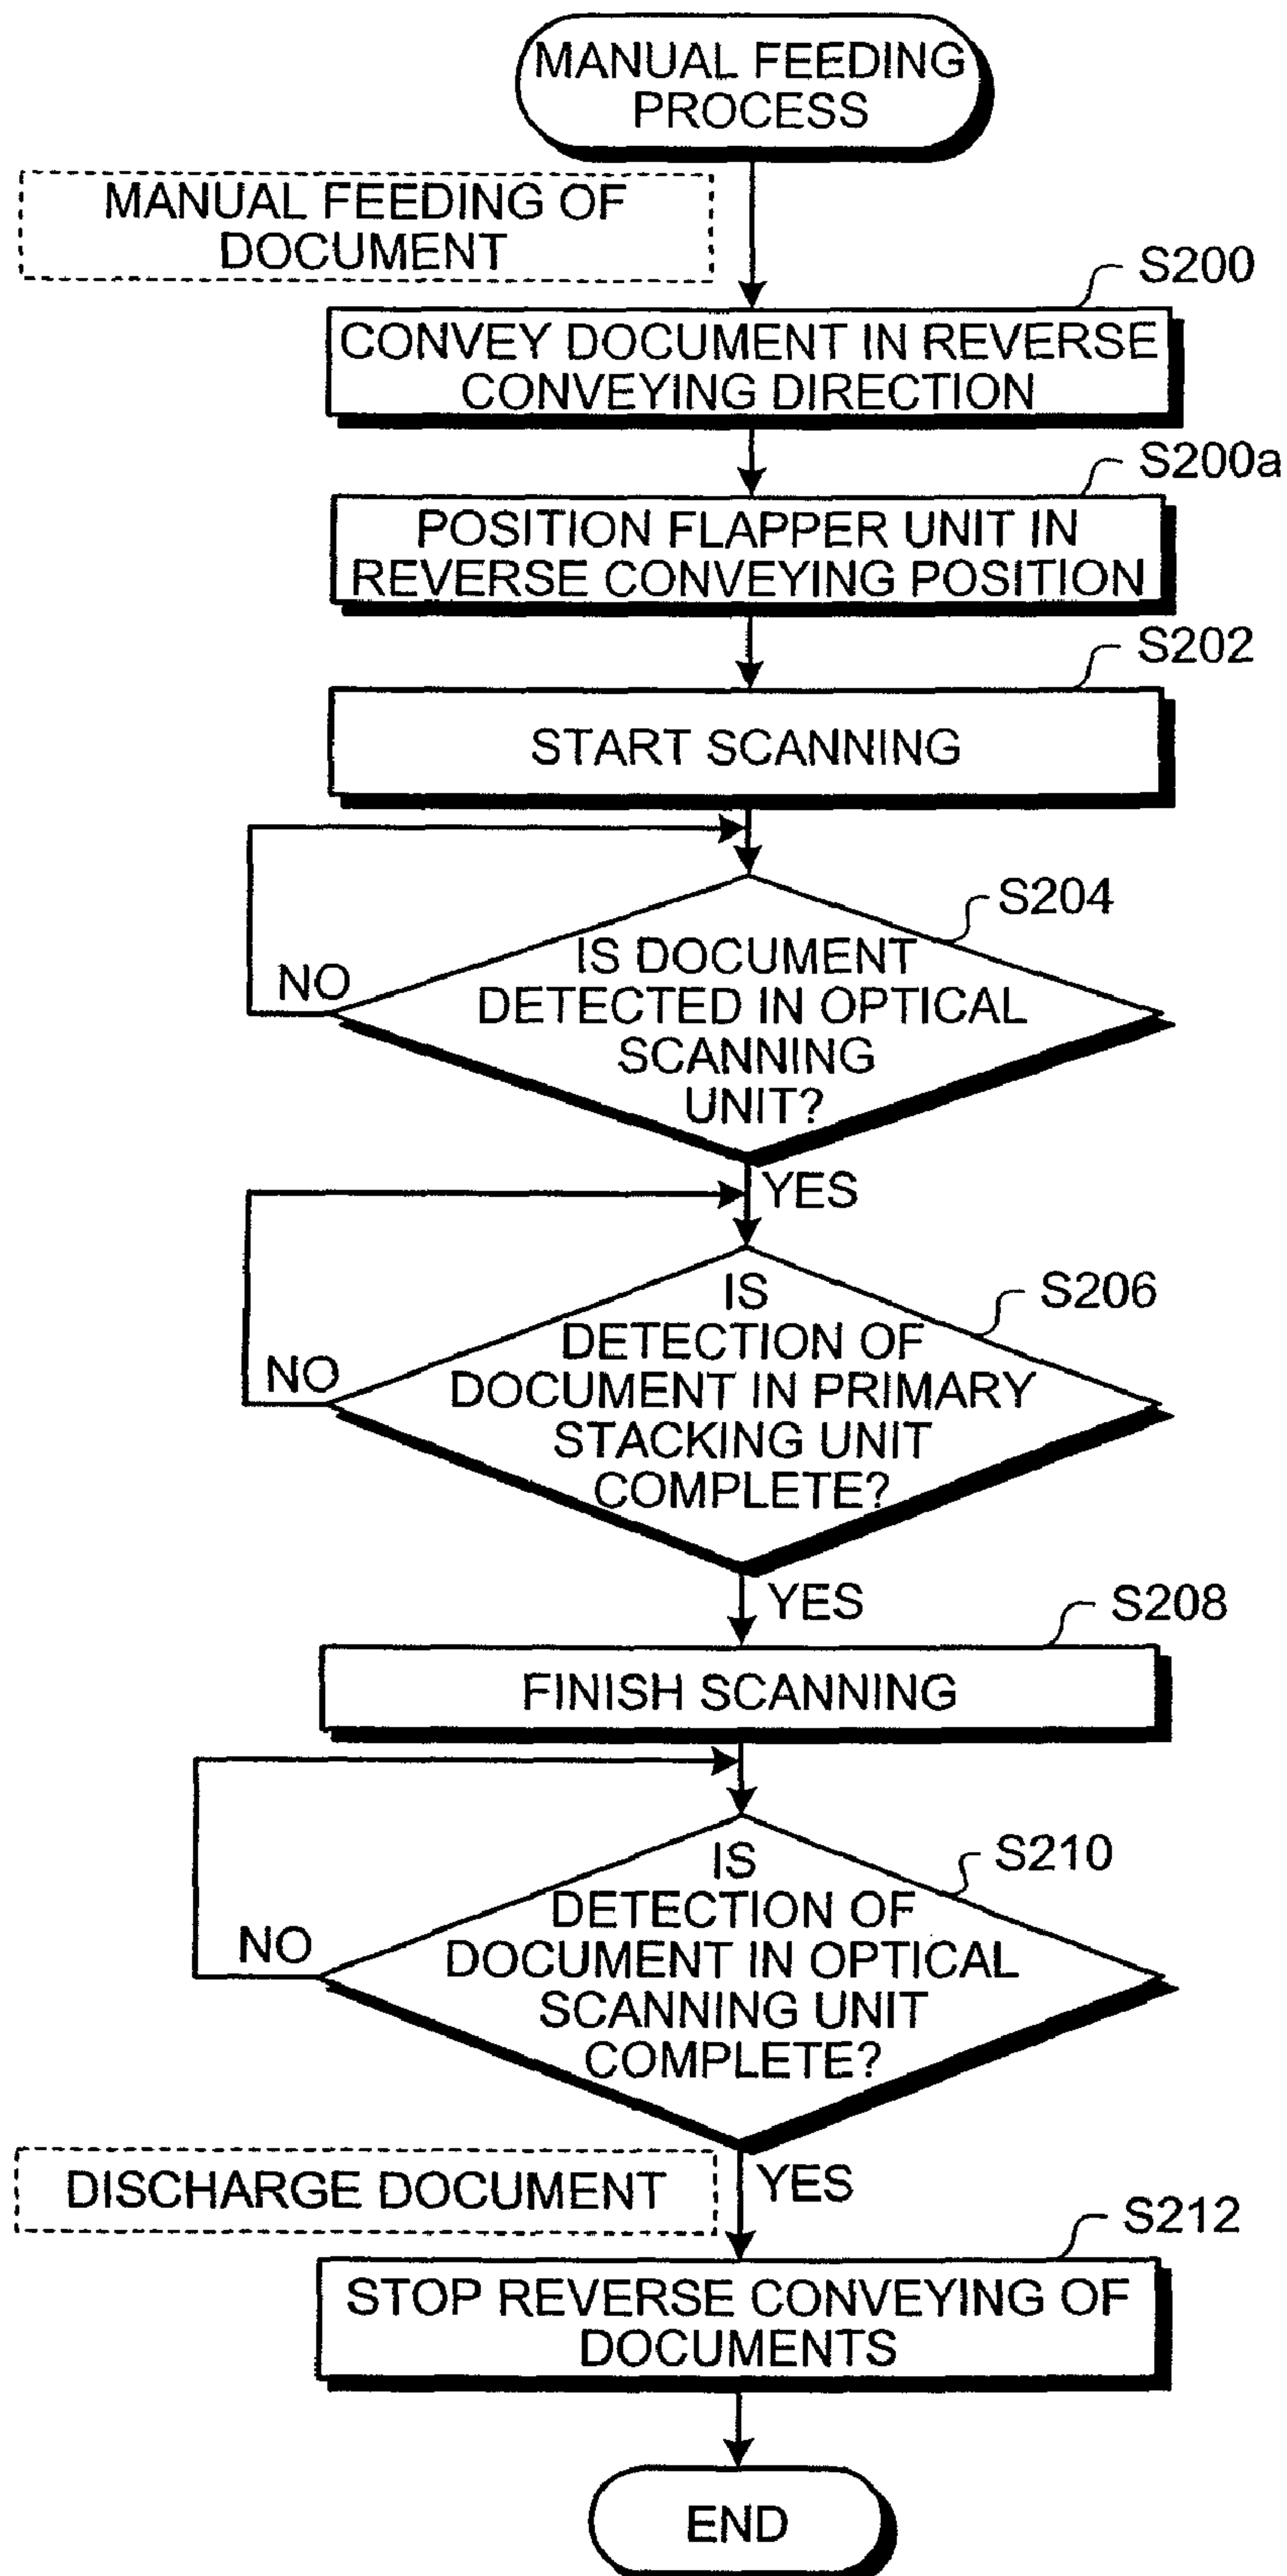 MANUAL FEEDING
PROCESS
MANUAL FEEDING OF
DOCUMENT
S200
CONVEY DOCUMENT IN REVERSE
CONVEYING DIRECTION
S200a
POSITION FLAPPER UNIT IN
REVERSE CONVEYING POSITION
S202
START SCANNING
S204
IS DOCUMENT
DETECTED IN OPTICAL
SCANNING
UNIT?
NO
YES
S206
IS
DETECTION OF
DOCUMENT IN PRIMARY
STACKING UNIT
COMPLETE?
NO
YES
S208
FINISH SCANNING
S210
IS
DETECTION OF
DOCUMENT IN OPTICAL
SCANNING UNIT
COMPLETE?
NO
YES
DISCHARGE DOCUMENT
S212
STOP REVERSE CONVEYING OF
DOCUMENTS
END